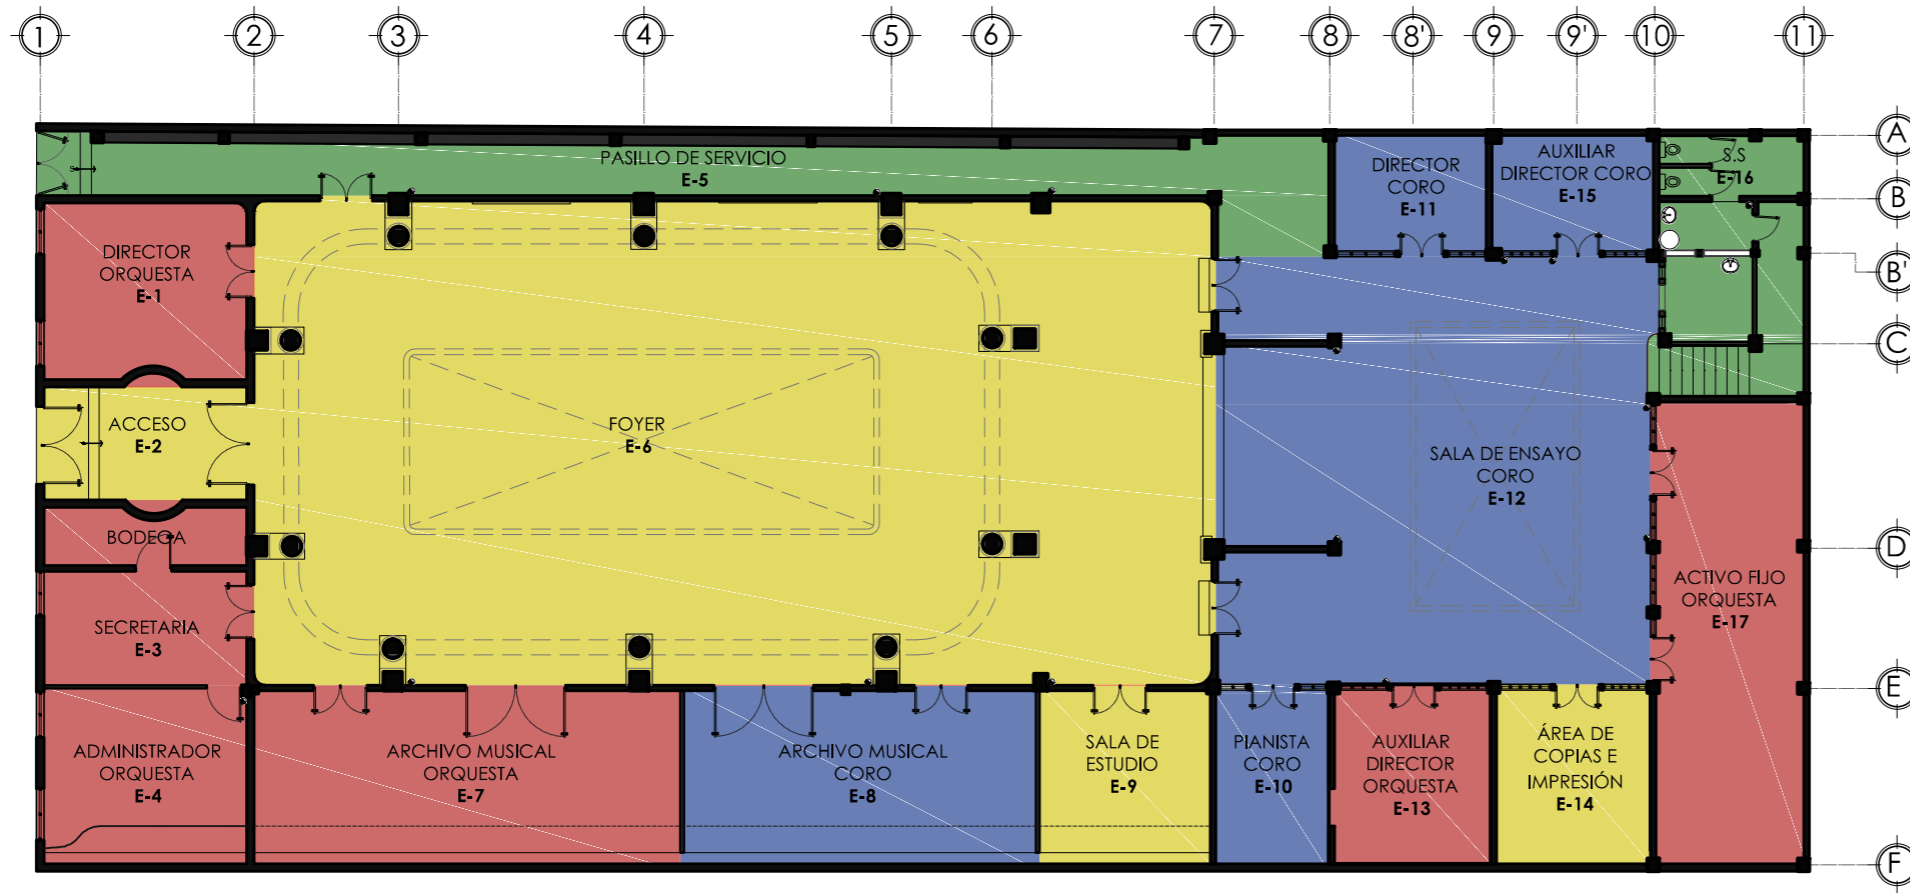 1 2 3 4 5 6 7 8 8' 9 9' 10 11
A
B
B'
C
D
E
F
PASILLO DE SERVICIO
E-5
DIRECTOR
CORO
E-11
AUXILIAR
DIRECTOR CORO
E-15
S.S
E-16
DIRECTOR
ORQUESTA
E-1
ACCESO
E-2
FOYER
E-6
SALA DE ENSAYO
CORO
E-12
BODEGA
SECRETARIA
E-3
ACTIVO FIJO
ORQUESTA
E-17
ADMINISTRADOR
ORQUESTA
E-4
ARCHIVO MUSICAL
ORQUESTA
E-7
ARCHIVO MUSICAL
CORO
E-8
SALA DE
ESTUDIO
E-9
PIANISTA
CORO
E-10
AUXILIAR
DIRECTOR
ORQUESTA
E-13
ÁREA DE
COPIAS E
IMPRESIÓN
E-14